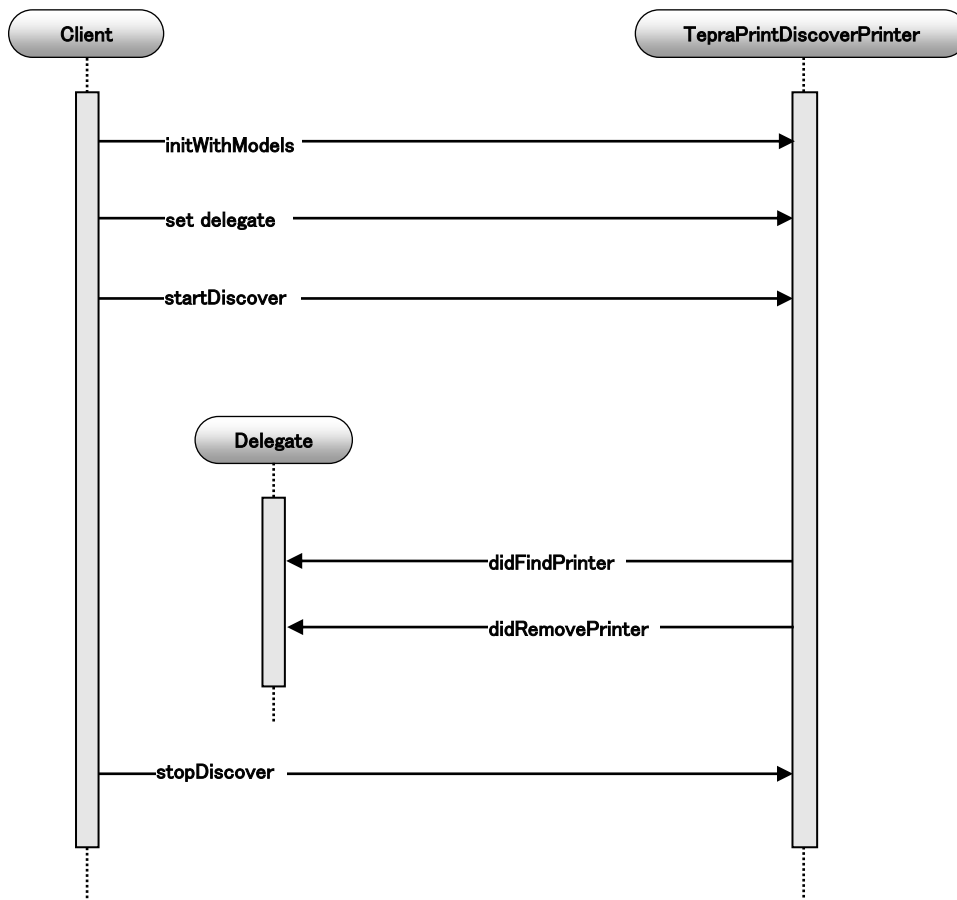 Client
TepraPrintDiscoverPrinter
initWithModels
set delegate
startDiscover
Delegate
didFindPrinter
didRemovePrinter
stopDiscover